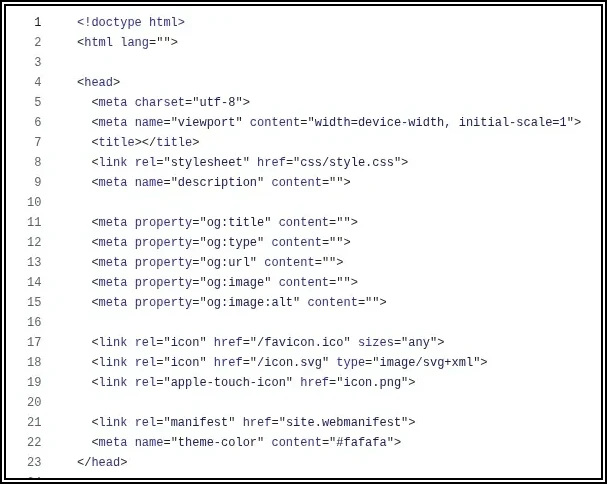 1 <!doctype html>
2 <html lang="">
3
4 <head>
5 <meta charset="utf-8">
6 <meta name="viewport" content="width=device-width, initial-scale=1">
7 <title></title>
8 <link rel="stylesheet" href="css/style.css">
9 <meta name="description" content="">
10
11 <meta property="og:title" content="">
12 <meta property="og:type" content="">
13 <meta property="og:url" content="">
14 <meta property="og:image" content="">
15 <meta property="og:image:alt" content="">
16
17 <link rel="icon" href="/favicon.ico" sizes="any">
18 <link rel="icon" href="/icon.svg" type="image/svg+xml">
19 <link rel="apple-touch-icon" href="icon.png">
20
21 <link rel="manifest" href="site.webmanifest">
22 <meta name="theme-color" content="#fafafa">
23 </head>